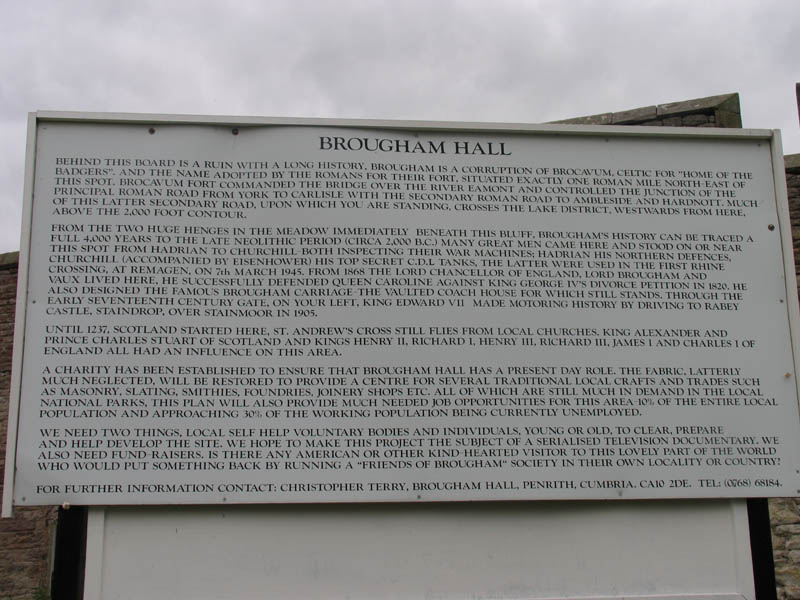 BROUGHAM HALL
BEHIND THIS BOARD IS A RUIN WITH A LONG HISTORY, BROUGHAM IS A CORRUPTION OF BROCAVUM, CELTIC FOR "HOME OF THE
BADGERS". AND THE NAME ADOPTED BY THE ROMANS FOR THEIR FORT, SITUATED EXACTLY ONE ROMAN MILE NORTH-EAST OF
THIS SPOT. BROCAVUM FORT COMMANDED THE BRIDGE OVER THE RIVER EAMONT AND CONTROLLED THE JUNCTION OF THE
PRINCIPAL ROMAN ROAD FROM YORK TO CARLISLE WITH THE SECONDARY ROMAN ROAD TO AMBLESIDE AND HARDNOTT. MUCH
OF THIS LATTER SECONDARY ROAD, UPON WHICH YOU ARE STANDING, CROSSES THE LAKE DISTRICT, WESTWARDS FROM HERE,
ABOVE THE 2,000 FOOT CONTOUR.
FROM THE TWO HUGE HENGES IN THE MEADOW IMMEDIATELY BENEATH THIS BLUFF, BROUGHAM'S HISTORY CAN BE TRACED A
FULL 4,000 YEARS TO THE LATE NEOLITHIC PERIOD (CIRCA 2,000 B.C.) MANY GREAT MEN CAME HERE AND STOOD ON OR NEAR
THIS SPOT FROM HADRIAN TO CHURCHILL-BOTH INSPECTING THEIR WAR MACHINES; HADRIAN HIS NORTHERN DEFENCES,
CHURCHILL (ACCOMPANIED BY EISENHOWER) HIS TOP SECRET C.D.L. TANKS, THE LATTER WERE USED IN THE FIRST RHINE
CROSSING, AT REMAGEN, ON 7th MARCH 1945. FROM 1868 THE LORD CHANCELLOR OF ENGLAND, LORD BROUGHAM AND
VAUX LIVED HERE, HE SUCCESSFULLY DEFENDED QUEEN CAROLINE AGAINST KING GEORGE IV'S DIVORCE PETITION IN 1820. HE
ALSO DESIGNED THE FAMOUS BROUGHAM CARRIAGE-THE VAULTED COACH HOUSE FOR WHICH STILL STANDS. THROUGH THE
EARLY SEVENTEENTH CENTURY GATE, ON YOUR LEFT, KING EDWARD VII MADE MOTORING HISTORY BY DRIVING TO RABEY
CASTLE, STAINDROP, OVER STAINMOOR IN 1905.
UNTIL 1237, SCOTLAND STARTED HERE, ST. ANDREW'S CROSS STILL FLIES FROM LOCAL CHURCHES. KING ALEXANDER AND
PRINCE CHARLES STUART OF SCOTLAND AND KINGS HENRY II, RICHARD I, HENRY III, RICHARD III, JAMES I AND CHARLES I OF
ENGLAND ALL HAD AN INFLUENCE ON THIS AREA.
A CHARITY HAS BEEN ESTABLISHED TO ENSURE THAT BROUGHAM HALL HAS A PRESENT DAY ROLE. THE FABRIC, LATTERLY
MUCH NEGLECTED, WILL BE RESTORED TO PROVIDE A CENTRE FOR SEVERAL TRADITIONAL LOCAL CRAFTS AND TRADES SUCH
AS MASONRY, SLATING, SMITHIES, FOUNDRIES, JOINERY SHOPS ETC. ALL OF WHICH ARE STILL MUCH IN DEMAND IN THE LOCAL
NATIONAL PARKS, THIS PLAN WILL ALSO PROVIDE MUCH NEEDED JOB OPPORTUNITIES FOR THIS AREA-10% OF THE ENTIRE LOCAL
POPULATION AND APPROACHING 30% OF THE WORKING POPULATION BEING CURRENTLY UNEMPLOYED.
WE NEED TWO THINGS, LOCAL SELF HELP VOLUNTARY BODIES AND INDIVIDUALS, YOUNG OR OLD, TO CLEAR, PREPARE
AND HELP DEVELOP THE SITE. WE HOPE TO MAKE THIS PROJECT THE SUBJECT OF A SERIALISED TELEVISION DOCUMENTARY. WE
ALSO NEED FUND-RAISERS. IS THERE ANY AMERICAN OR OTHER KIND-HEARTED VISITOR TO THIS LOVELY PART OF THE WORLD
WHO WOULD PUT SOMETHING BACK BY RUNNING A "FRIENDS OF BROUGHAM" SOCIETY IN THEIR OWN LOCALITY OR COUNTRY?
FOR FURTHER INFORMATION CONTACT: CHRISTOPHER TERRY, BROUGHAM HALL, PENRITH, CUMBRIA. CA10 2DE. TEL: (0768) 68184.